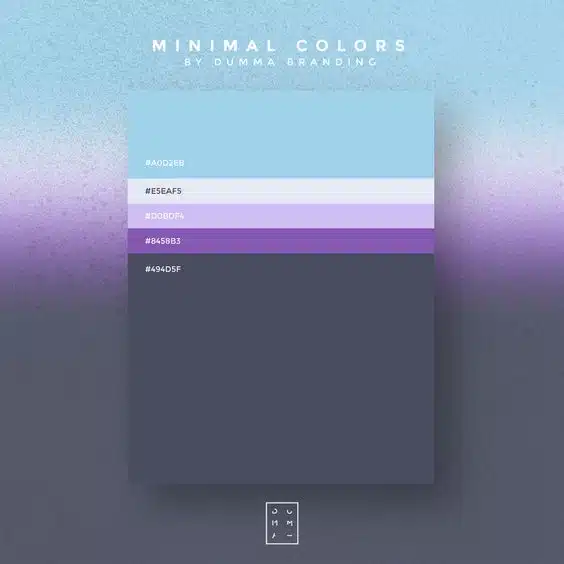 MINIMAL COLORS
BY DUMMA BRANDING
#A0D2EB
#E5EAF5
#D0BDF4
#8458B3
#494D5F